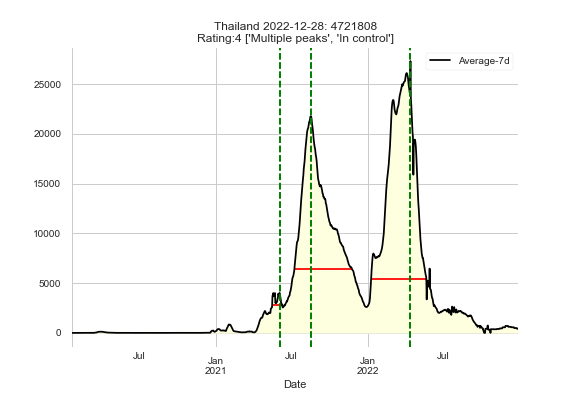 Thailand 2022-12-28: 4721808
Rating:4 ['Multiple peaks', 'In control']
Average-7d
25000
20000
15000
10000
5000
0
Jul
Jan
2021
Jul
Jan
2022
Jul
Date